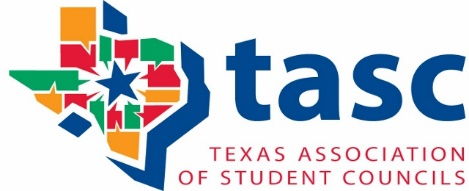 tasc
TEXAS ASSOCIATION
OF STUDENT COUNCILS